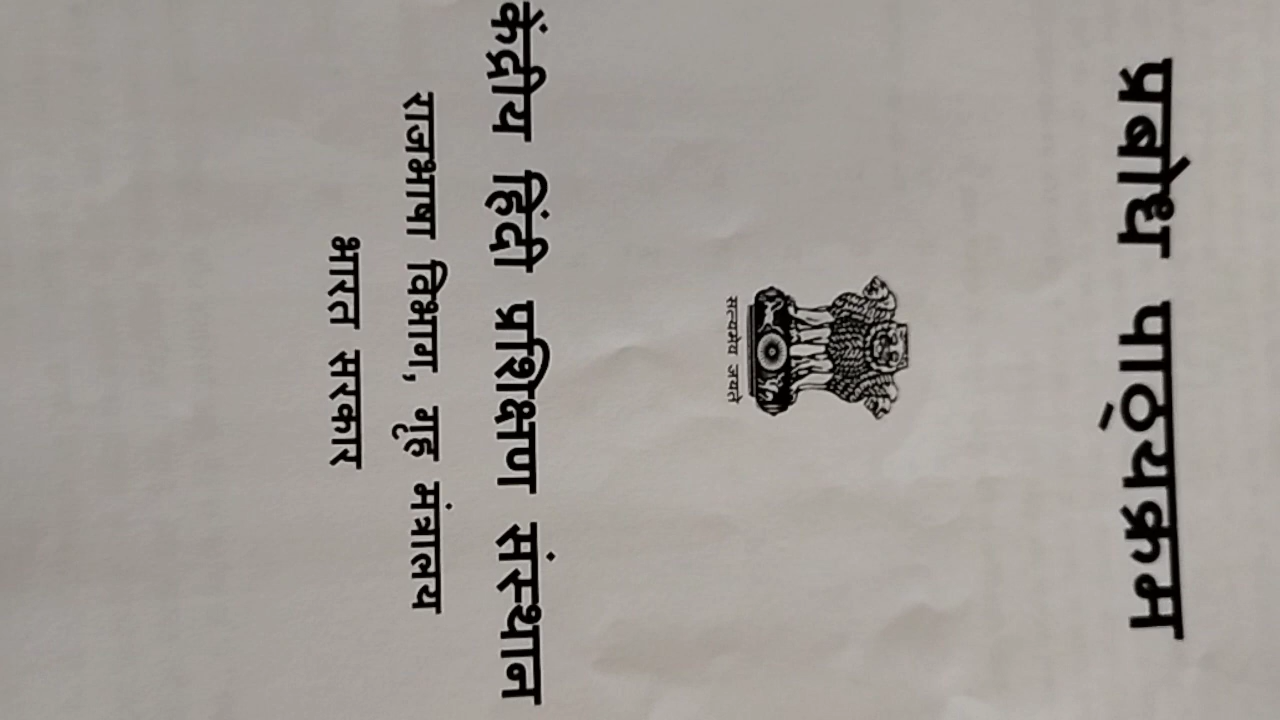 प्रबोध पाठ्यक्रम
सत्यमेव जयते
केंद्रीय हिंदी प्रशिक्षण संस्थान
राजभाषा विभाग, गृह मंत्रालय
भारत सरकार